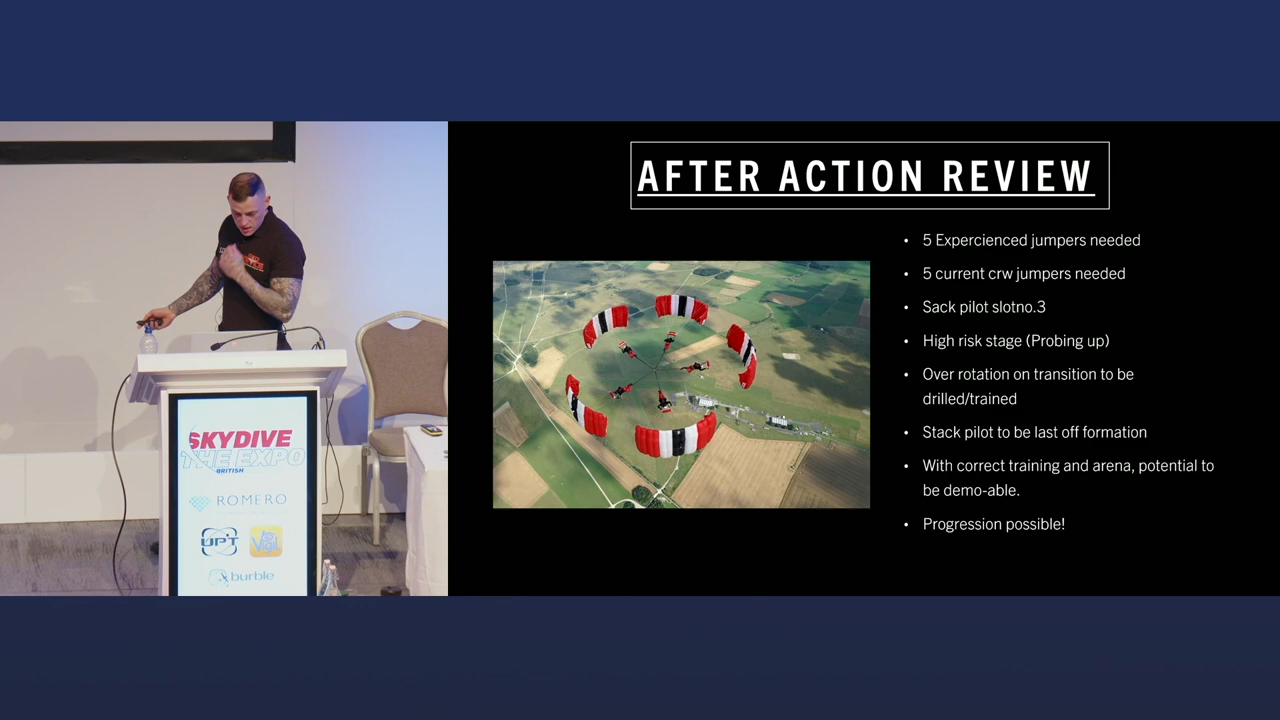 AFTER ACTION REVIEW
• 5 Expercienced jumpers needed
• 5 current crw jumpers needed
• Sack pilot slotno.3
• High risk stage (Probing up)
• Over rotation on transition to be
drilled/trained
• Stack pilot to be last off formation
• With correct training and arena, potential to
be demo-able.
• Progression possible!
SKYDIVE
THE EXPO
BRITISH
ROMERO
UPT
Vigil
burble